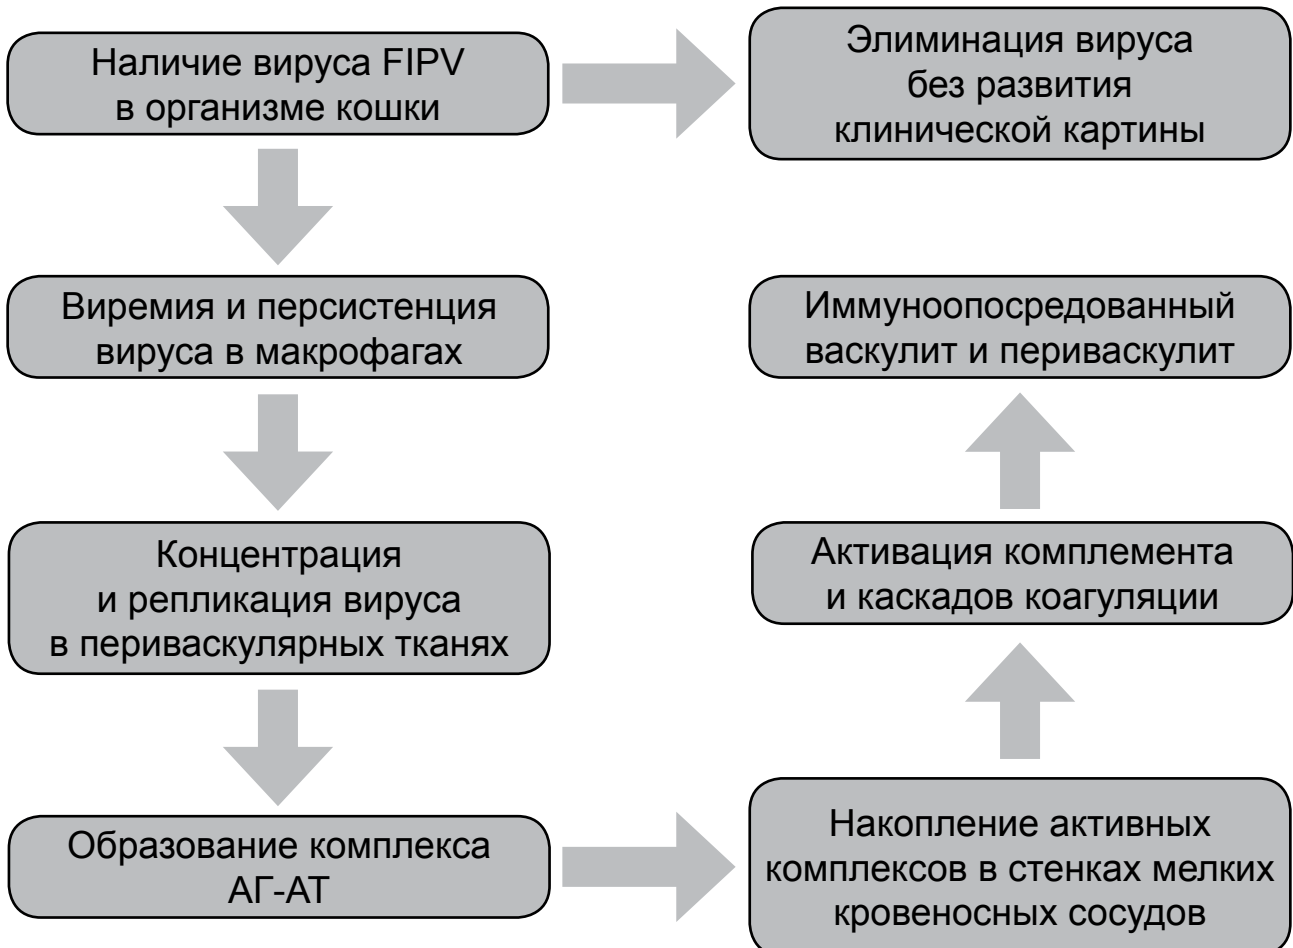 Наличие вируса FIPV
в организме кошки
Элиминация вируса
без развития
клинической картины
Виремия и персистенция
вируса в макрофагах
Иммуноопосредованный
васкулит и периваскулит
Концентрация
и репликация вируса
в периваскулярных тканях
Активация комплемента
и каскадов коагуляции
Образование комплекса
АГ-АТ
Накопление активных
комплексов в стенках мелких
кровеносных сосудов